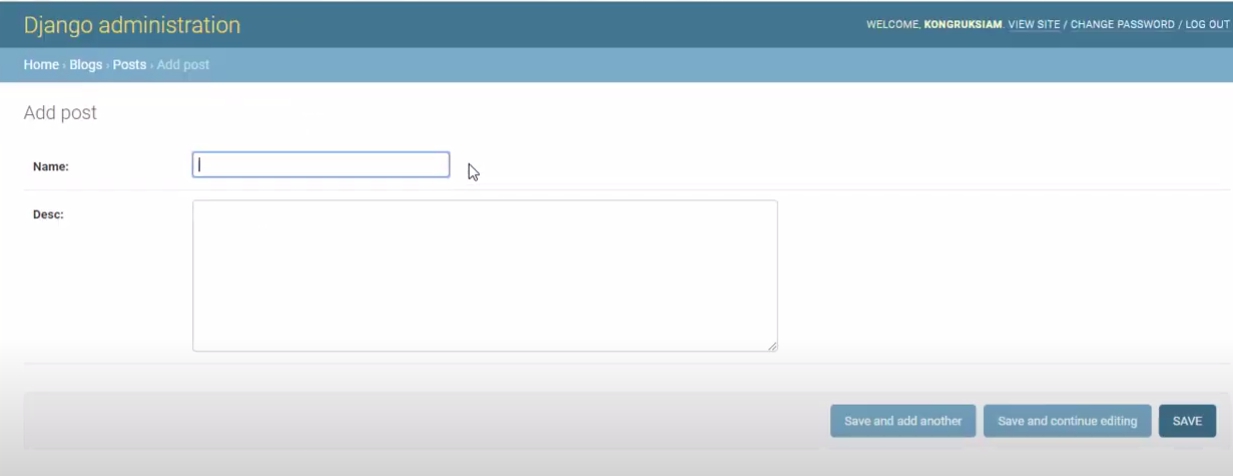 Django administration
WELCOME, KONGRUKSIAM. VIEW SITE / CHANGE PASSWORD / LOG OUT
Home › Blogs › Posts › Add post
Add post
Name:
Desc:
Save and add another Save and continue editing SAVE